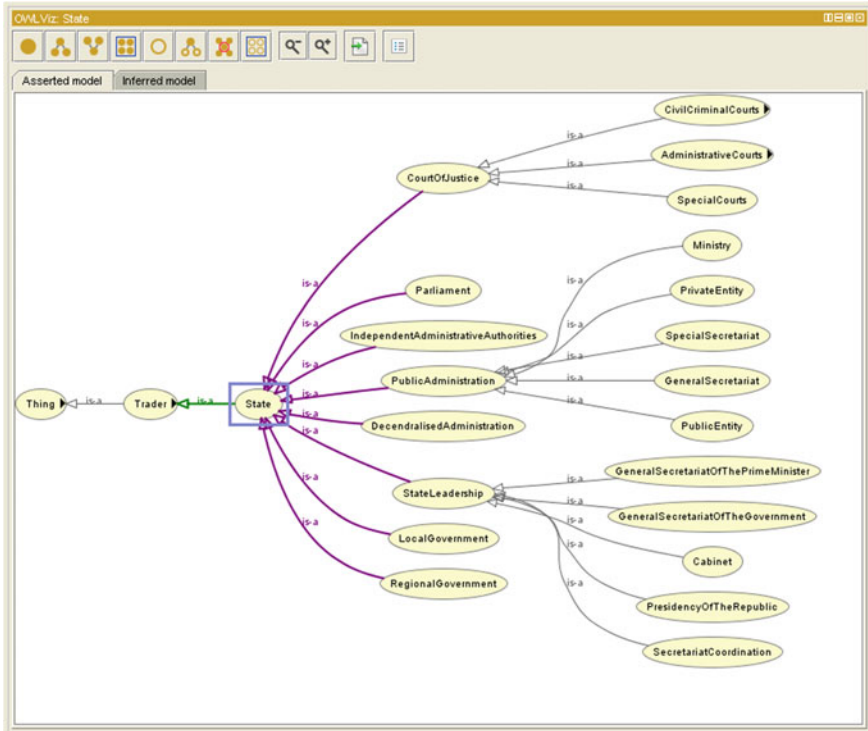 OWLViz: State
Asserted model Inferred model
CivilCriminalCourts
is-a
AdministrativeCourts
is-a
CourtOfJustice
is-a
SpecialCourts
Ministry
is-a
is-a
Parliament
PrivateEntity
is-a
is-a
IndependentAdministrativeAuthorities
SpecialSecretariat
is-a
is-a
PublicAdministration
GeneralSecretariat
is-a
is-a
Thing
is-a
Trader
is-a
State
is-a
DecendralisedAdministration
is-a
PublicEntity
is-a
GeneralSecretariatOfThePrimeMinister
is-a
StateLeadership
is-a
GeneralSecretariatOfTheGovernment
is-a
LocalGovernment
is-a
Cabinet
is-a
RegionalGovernment
is-a
PresidencyOfTheRepublic
is-a
SecretariatCoordination